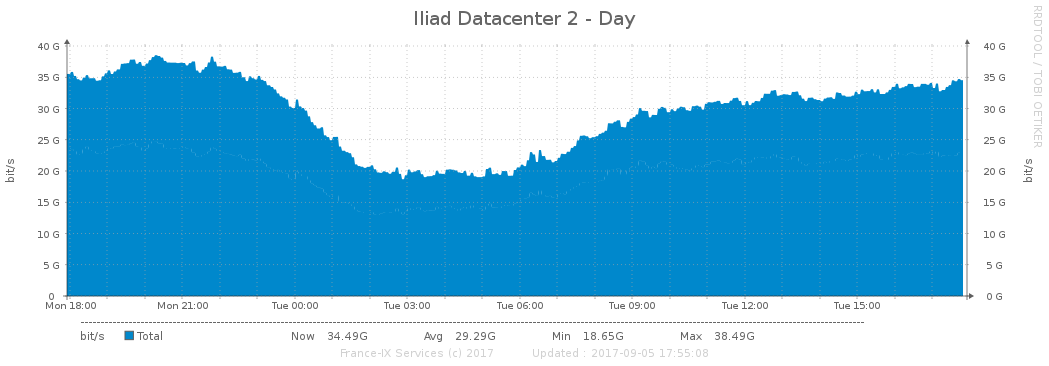 Iliad Datacenter 2 - Day
RRDTOOL / TOBI OETIKER
40 G 40 G
35 G 35 G
30 G 30 G
25 G 25 G
20 G 20 G
15 G 15 G
10 G 10 G
5 G 5 G
0 0 G
bit/s bit/s
Mon 18:00 Mon 21:00 Tue 00:00 Tue 03:00 Tue 06:00 Tue 09:00 Tue 12:00 Tue 15:00
bit/s Total Now 34.49G Avg 29.29G Min 18.65G Max 38.49G
France-IX Services (c) 2017 Updated : 2017-09-05 17:55:08